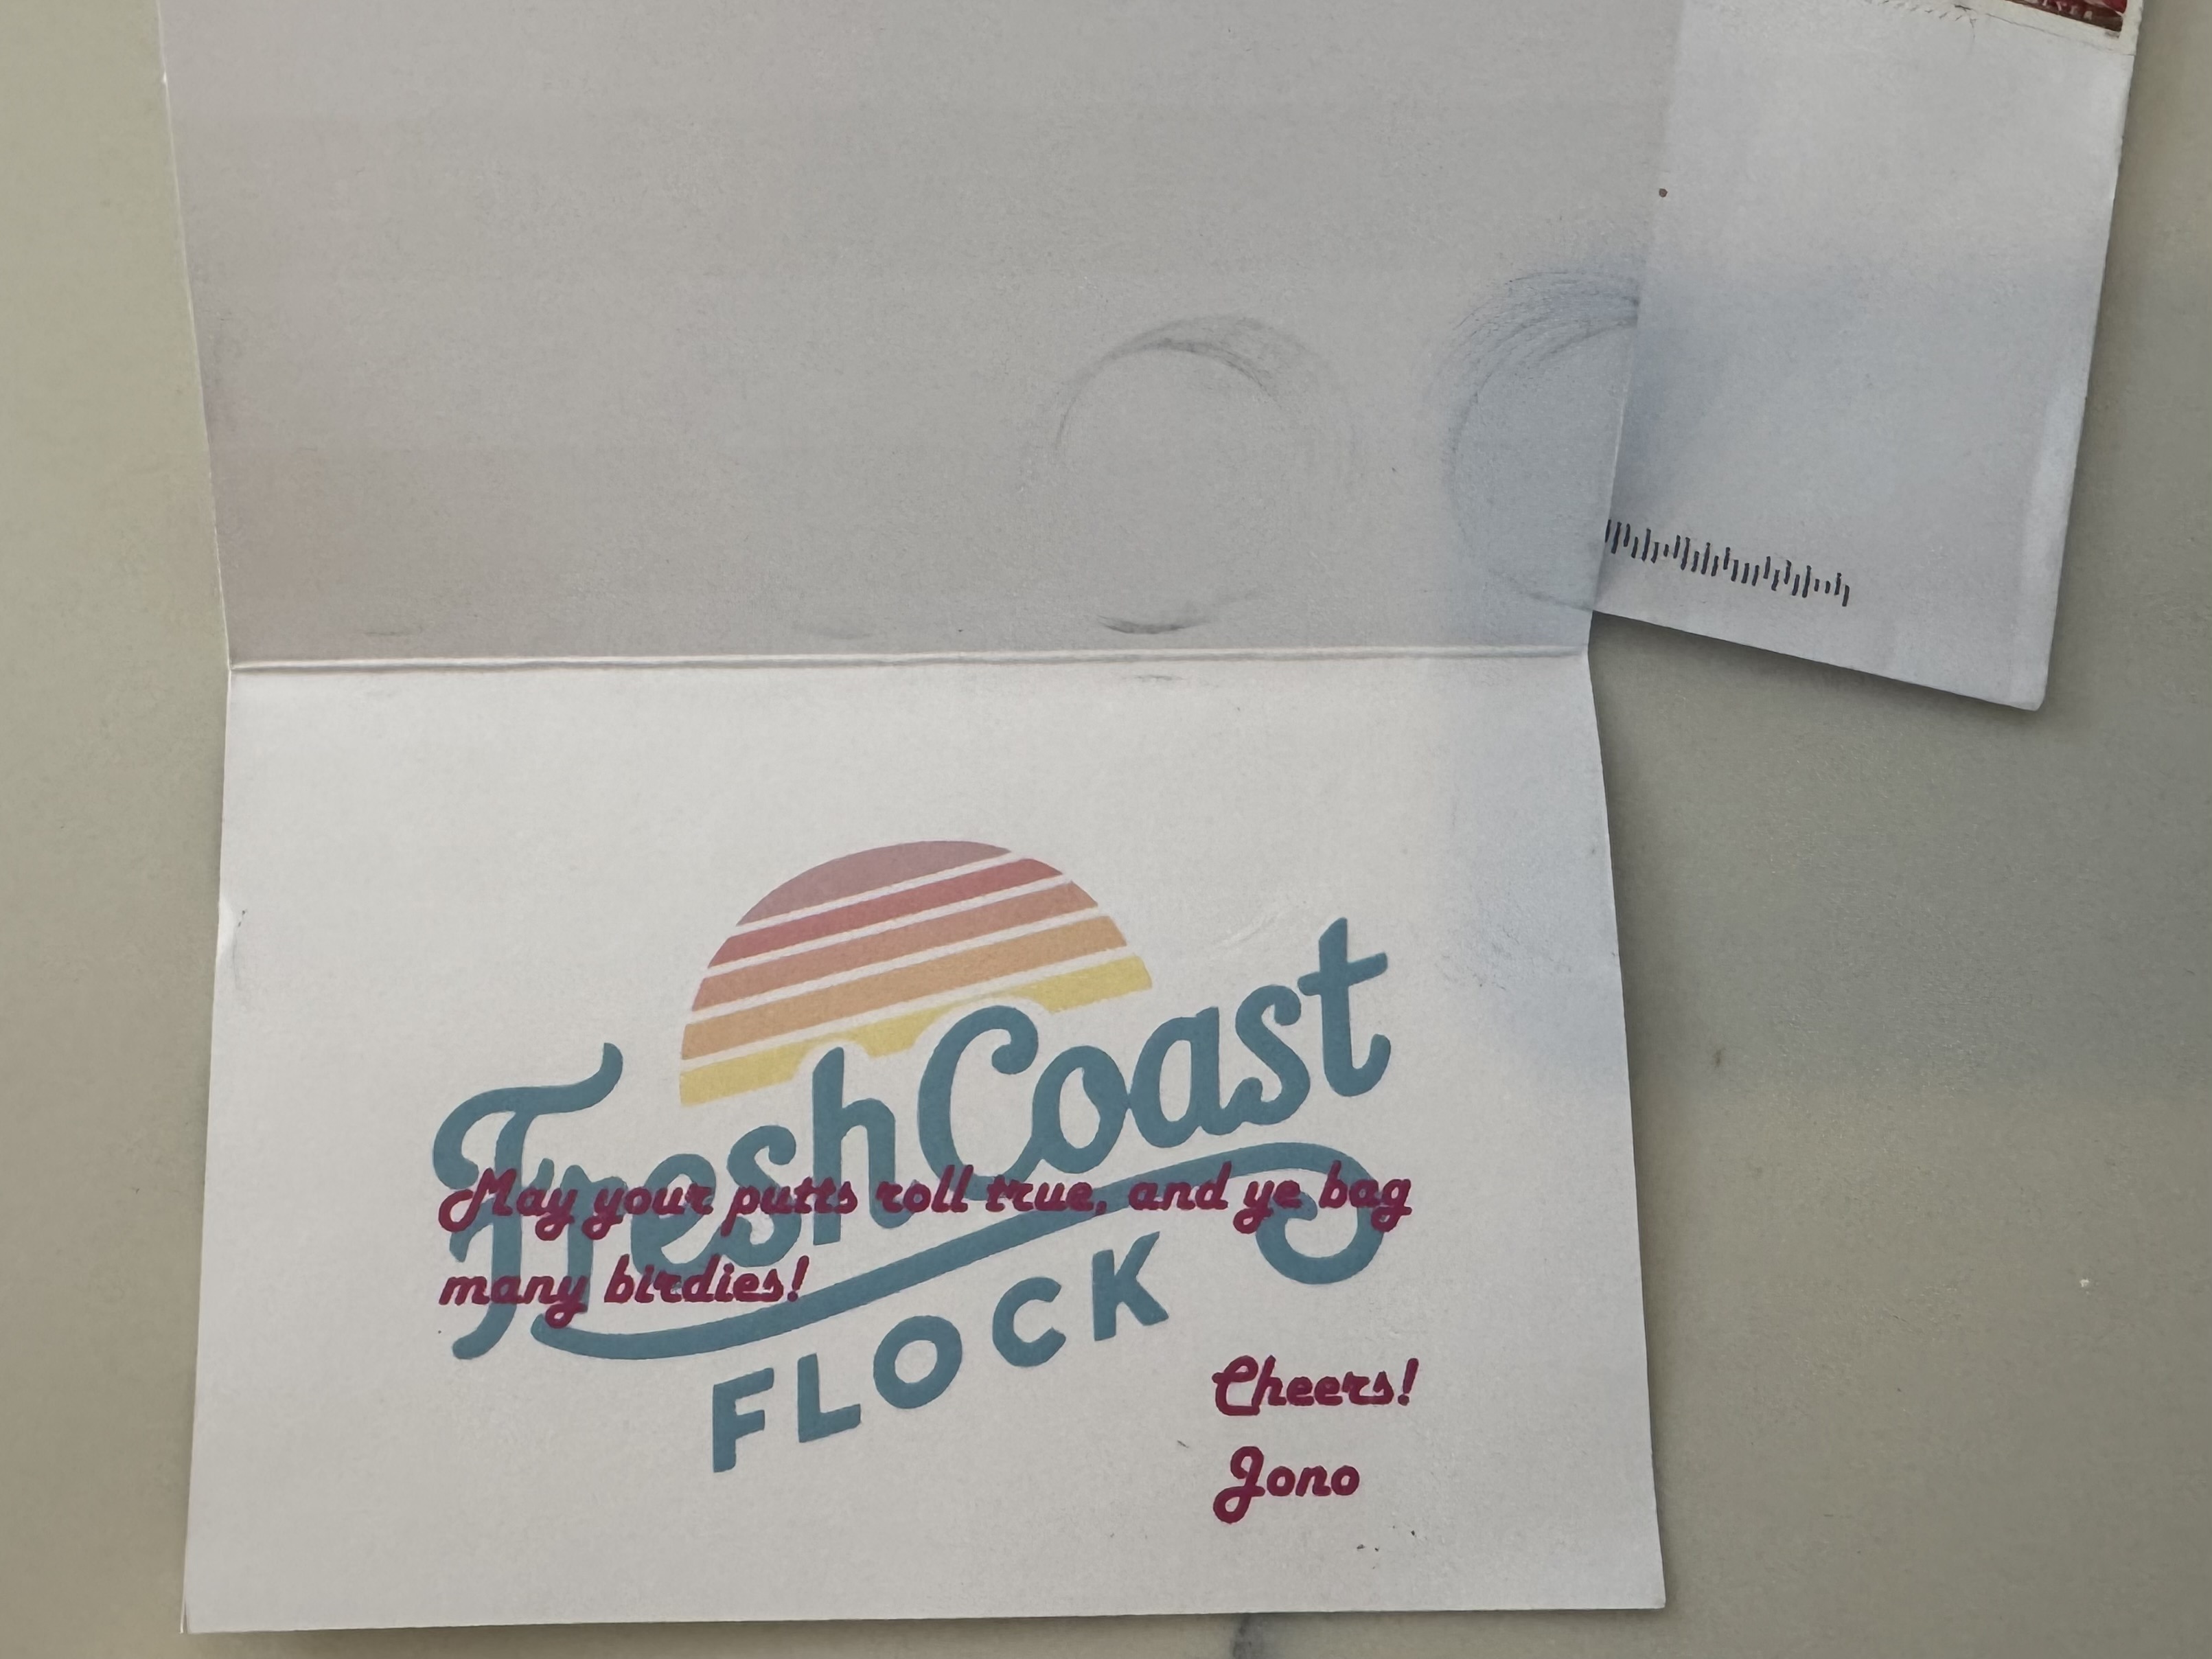 Fresh Coast
FLOCK
May your putts roll true, and ye bag
many birdies!
Cheers!
Jono